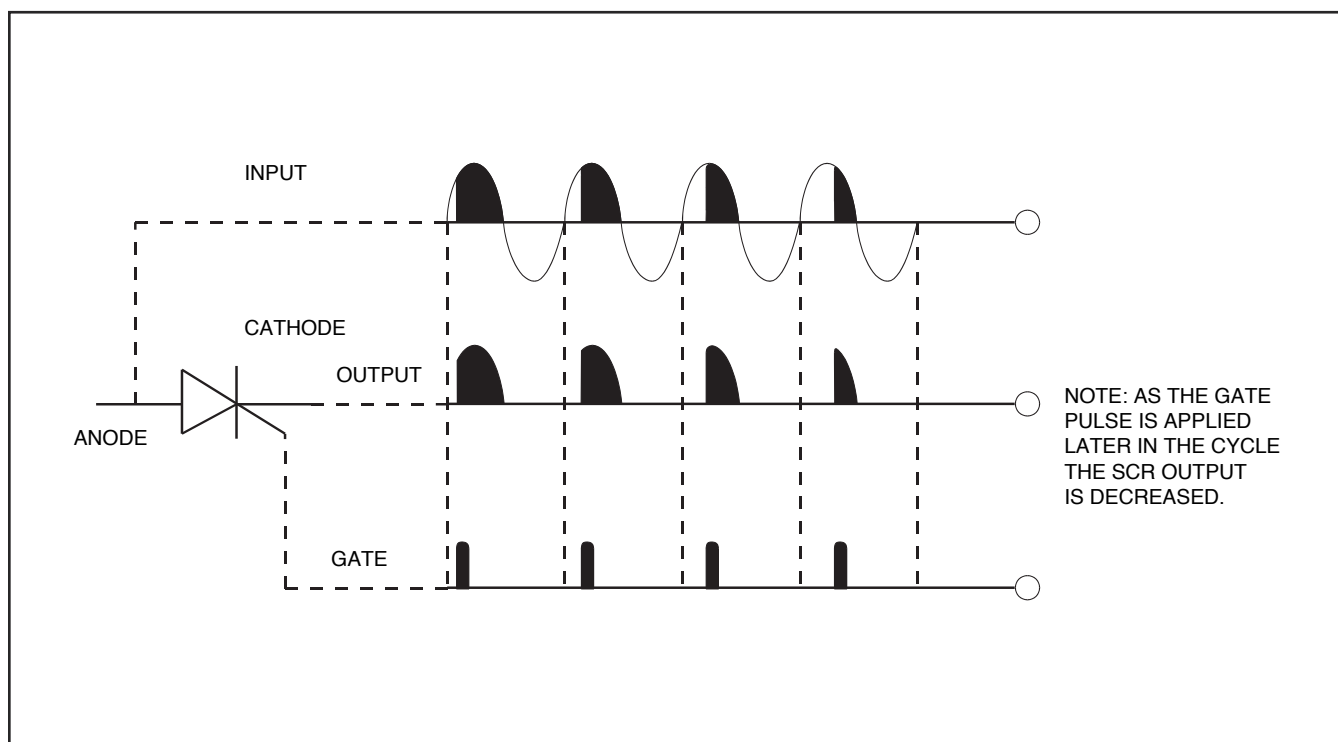 INPUT
CATHODE
OUTPUT
ANODE
NOTE: AS THE GATE
PULSE IS APPLIED
LATER IN THE CYCLE
THE SCR OUTPUT
IS DECREASED.
GATE